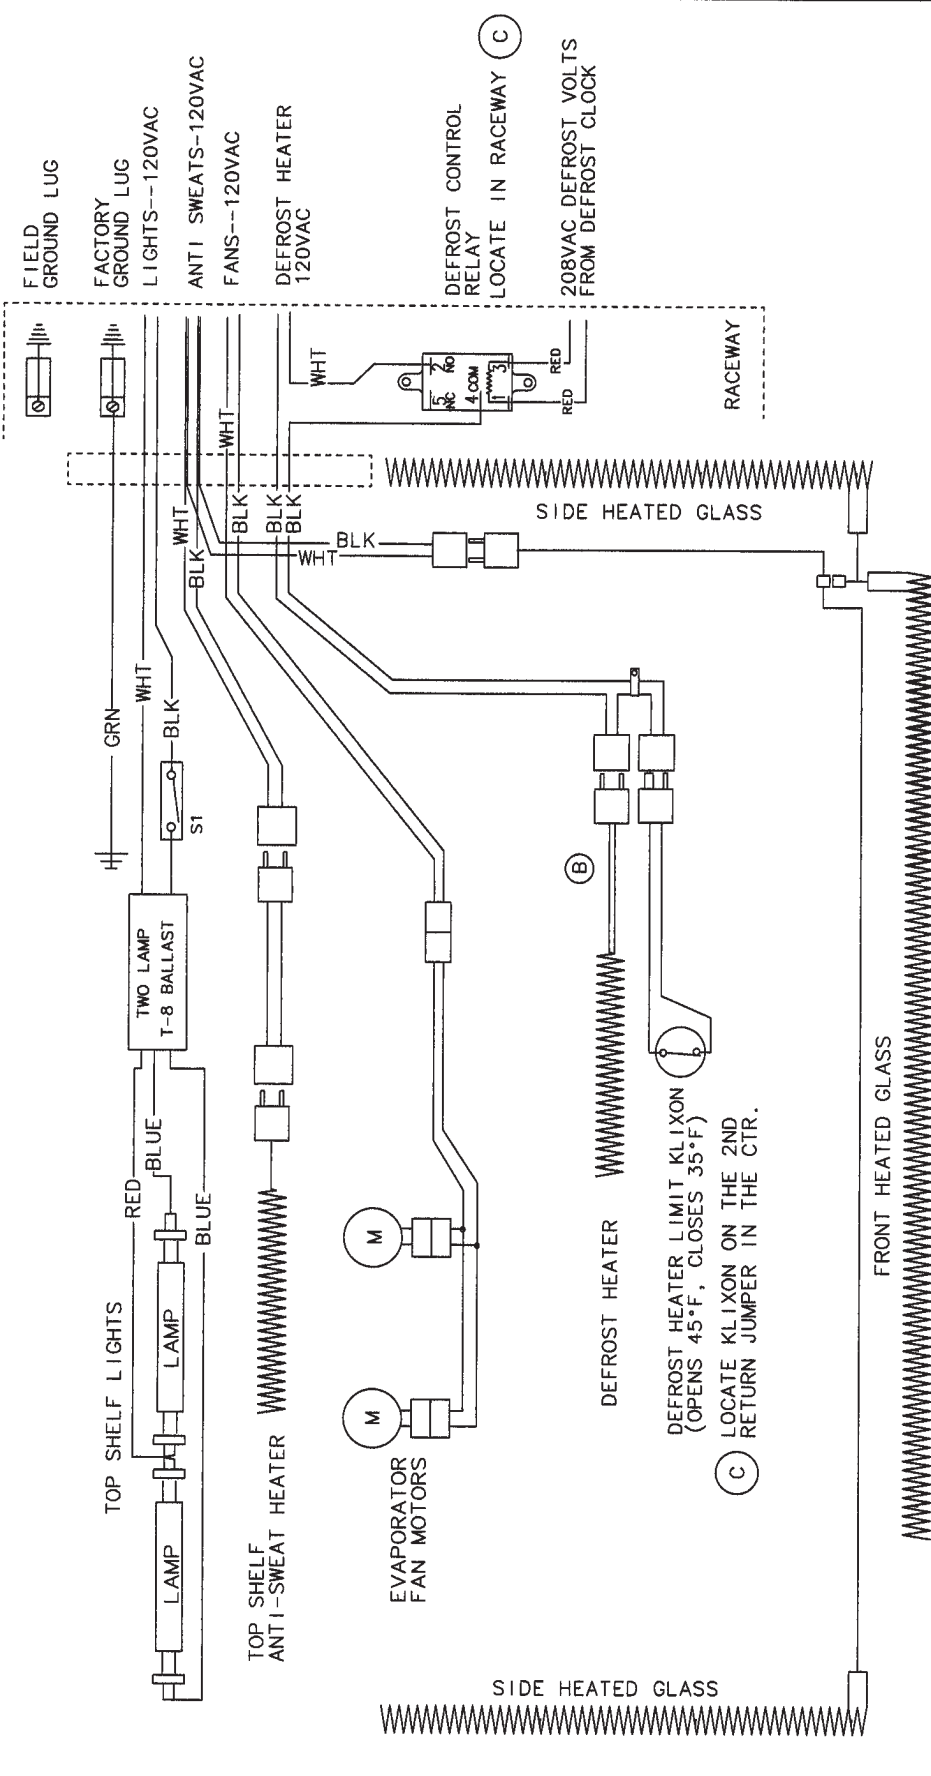 FIELD
GROUND LUG
FACTORY
GROUND LUG
LIGHTS--120VAC
ANTI SWEATS-120VAC
FANS--120VAC
DEFROST HEATER
120VAC
DEFROST CONTROL
RELAY
LOCATE IN RACEWAY
C
208VAC DEFROST VOLTS
FROM DEFROST CLOCK
RACEWAY
WHT
2
NO
5
NC
4
COM
1
3
RED
RED
WHT
BLK
WHT
BLK
BLK
BLK
BLK
WHT
SIDE HEATED GLASS
GRN
WHT
BLK
S1
TWO LAMP
T-8 BALLAST
RED
BLUE
BLUE
TOP SHELF LIGHTS
LAMP
LAMP
TOP SHELF
ANTI-SWEAT HEATER
M
M
EVAPORATOR
FAN MOTORS
B
DEFROST HEATER
DEFROST HEATER LIMIT KLIXON
(OPENS 45°F, CLOSES 35°F)
C
LOCATE KLIXON ON THE 2ND
RETURN JUMPER IN THE CTR.
FRONT HEATED GLASS
SIDE HEATED GLASS